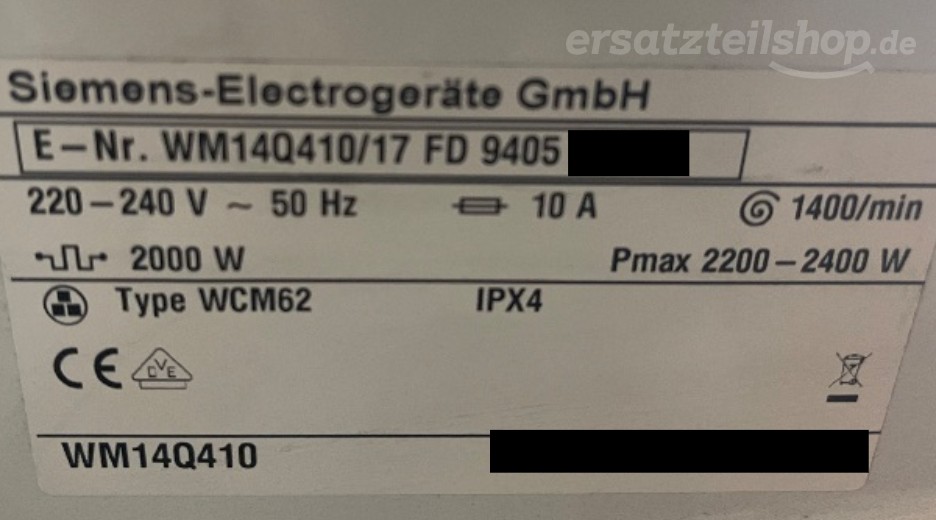 ersatzteilshop.de
Siemens-Electrogeräte GmbH
E-Nr. WM14Q410/17 FD 9405
220-240 V ~ 50 Hz 10 A 1400/min
2000 W Pmax 2200-2400 W
Type WCM62 IPX4
CE DVE
WM14Q410